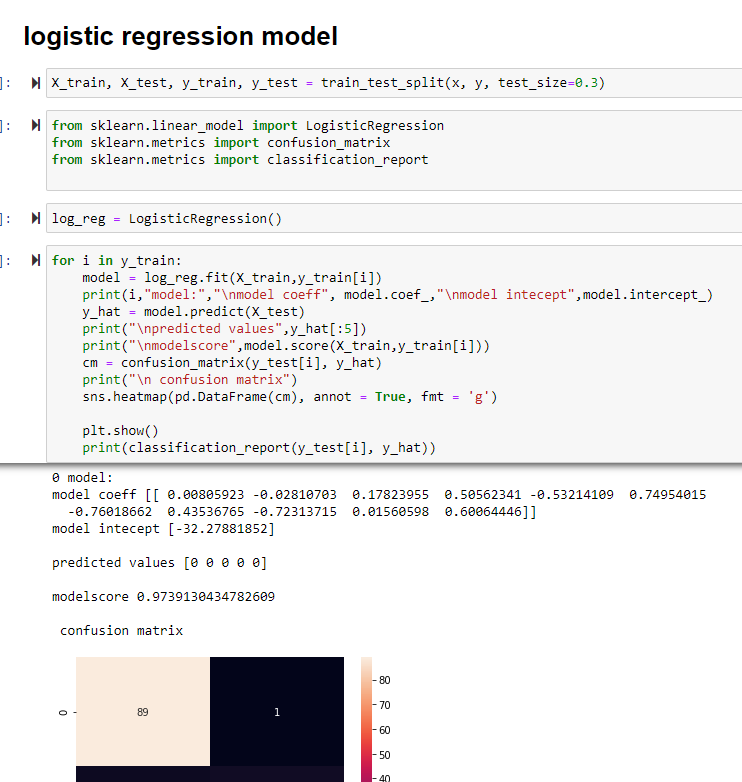 logistic regression model
]: X_train, X_test, y_train, y_test = train_test_split(x, y, test_size=0.3)
]: from sklearn.linear_model import LogisticRegression
from sklearn.metrics import confusion_matrix
from sklearn.metrics import classification_report
]: log_reg = LogisticRegression()
]: for i in y_train:
    model = log_reg.fit(X_train,y_train[i])
    print(i,"model:","\nmodel coeff", model.coef_,"\nmodel intecept",model.intercept_)
    y_hat = model.predict(X_test)
    print("\npredicted values",y_hat[:5])
    print("\nmodelscore",model.score(X_train,y_train[i]))
    cm = confusion_matrix(y_test[i], y_hat)
    print("\n confusion matrix")
    sns.heatmap(pd.DataFrame(cm), annot = True, fmt = 'g')
    plt.show()
    print(classification_report(y_test[i], y_hat))
0 model:
model coeff [[ 0.00805923 -0.02810703  0.17823955  0.50562341 -0.53214109  0.74954015
  -0.76018662  0.43536765 -0.72313715  0.01560598  0.60064446]]
model intecept [-32.27881852]
predicted values [0 0 0 0 0]
modelscore 0.9739130434782609
 confusion matrix
0 89 1
80
70
60
50
40